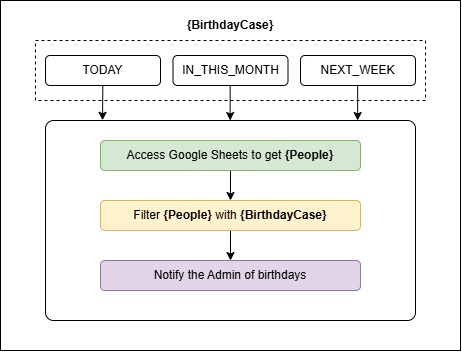 {BirthdayCase}
TODAY
IN_THIS_MONTH
NEXT_WEEK
Access Google Sheets to get {People}
Filter {People} with {BirthdayCase}
Notify the Admin of birthdays